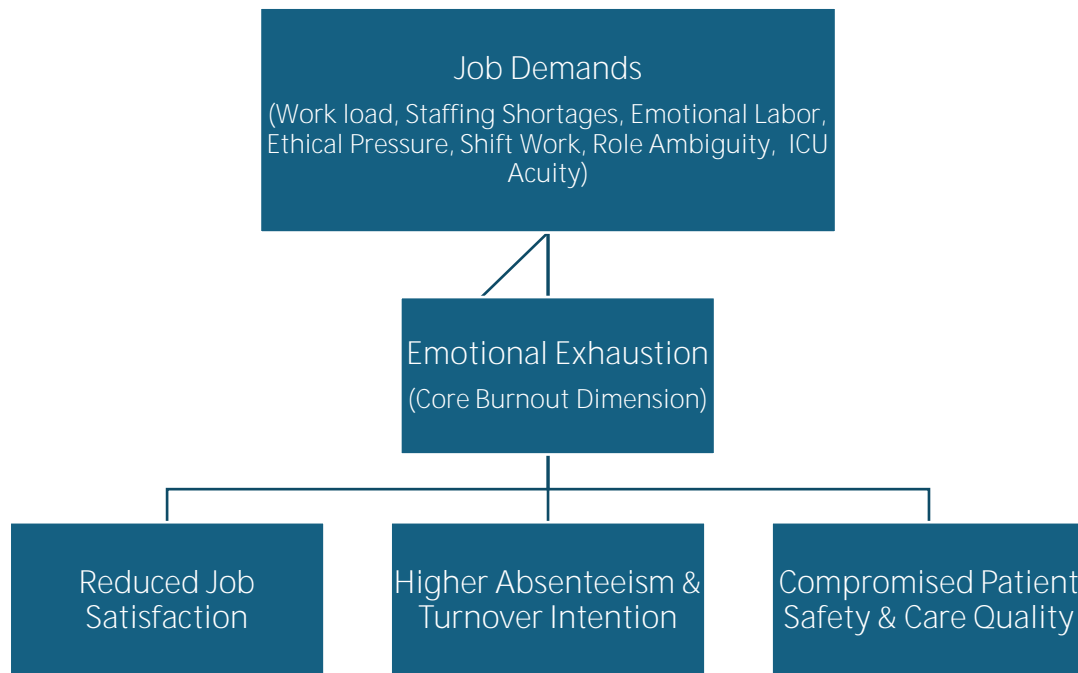 Job Demands
(Work load, Staffing Shortages, Emotional Labor,
Ethical Pressure, Shift Work, Role Ambiguity, ICU
Acuity)
Emotional Exhaustion
(Core Burnout Dimension)
Reduced Job
Satisfaction
Higher Absenteeism &
Turnover Intention
Compromised Patient
Safety & Care Quality